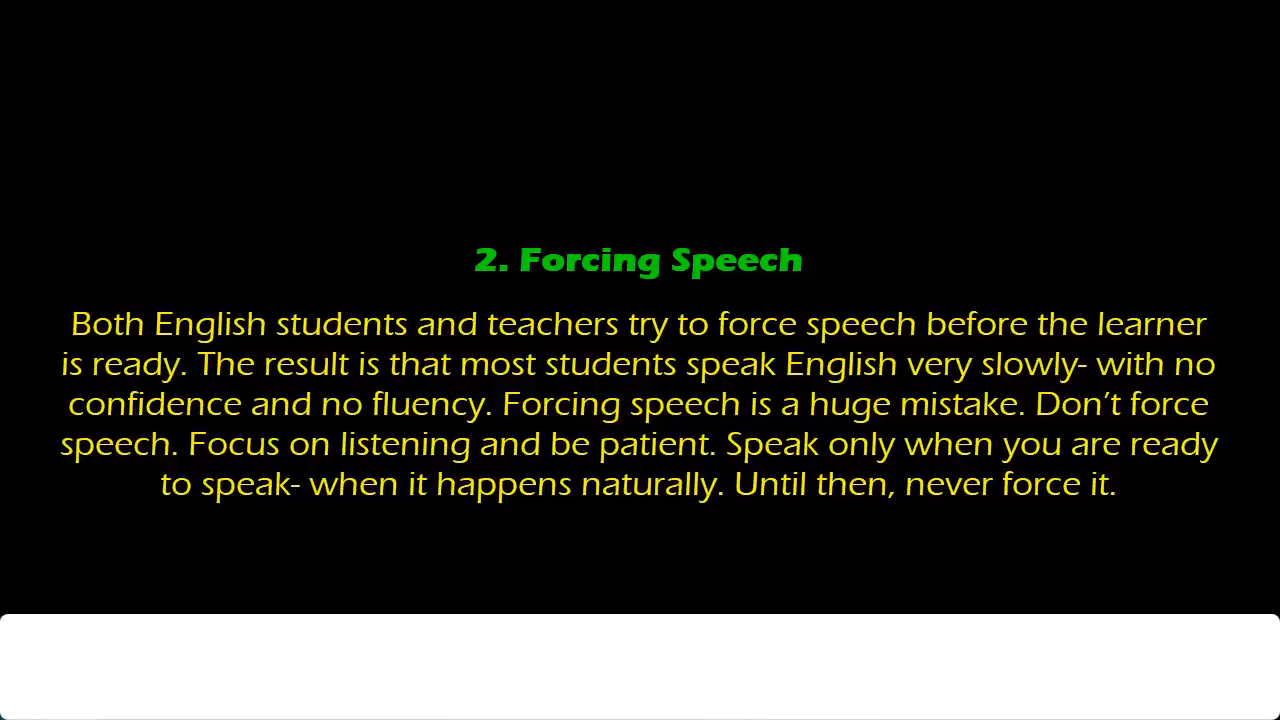 2. Forcing Speech
Both English students and teachers try to force speech before the learner
is ready. The result is that most students speak English very slowly- with no
confidence and no fluency. Forcing speech is a huge mistake. Don’t force
speech. Focus on listening and be patient. Speak only when you are ready
to speak- when it happens naturally. Until then, never force it.